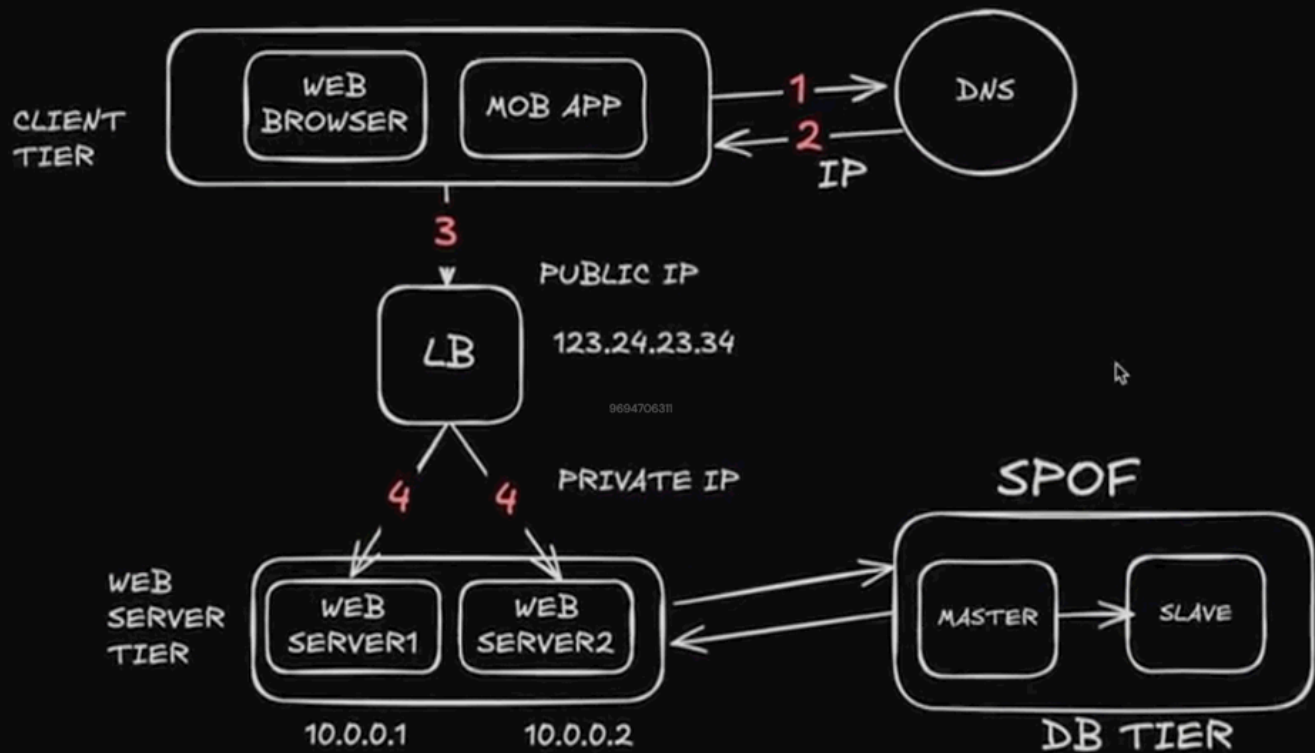 CLIENT
TIER
WEB
BROWSER
MOB APP
1
2
IP
DNS
3
PUBLIC IP
LB
123.24.23.34
9694706311
4
4
PRIVATE IP
SPOF
WEB
SERVER
TIER
WEB
SERVER1
WEB
SERVER2
MASTER
SLAVE
10.0.0.1
10.0.0.2
DB TIER